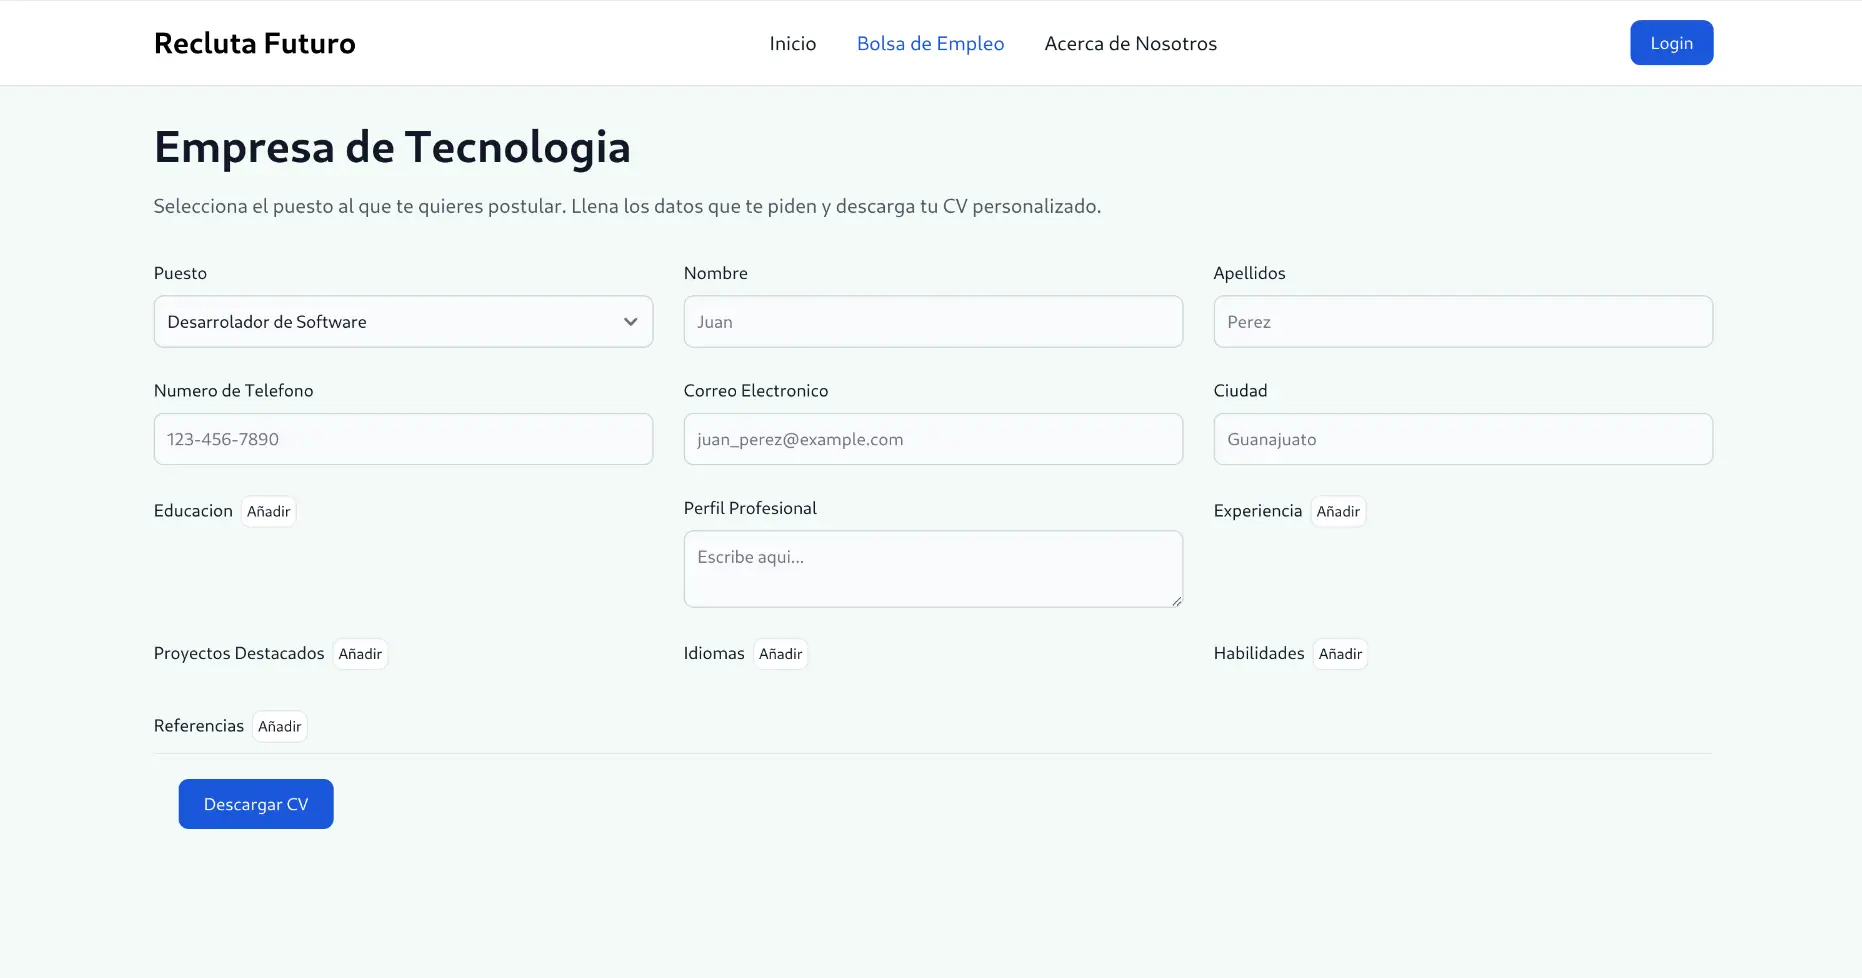 Recluta Futuro
Inicio
Bolsa de Empleo
Acerca de Nosotros
Login
Empresa de Tecnologia
Selecciona el puesto al que te quieres postular. Llena los datos que te piden y descarga tu CV personalizado.
Puesto
Nombre
Apellidos
Desarrolador de Software
Juan
Perez
Numero de Telefono
Correo Electronico
Ciudad
123-456-7890
juan_perez@example.com
Guanajuato
Educacion Añadir
Perfil Profesional
Experiencia Añadir
Escribe aqui...
Proyectos Destacados Añadir
Idiomas Añadir
Habilidades Añadir
Referencias Añadir
Descargar CV